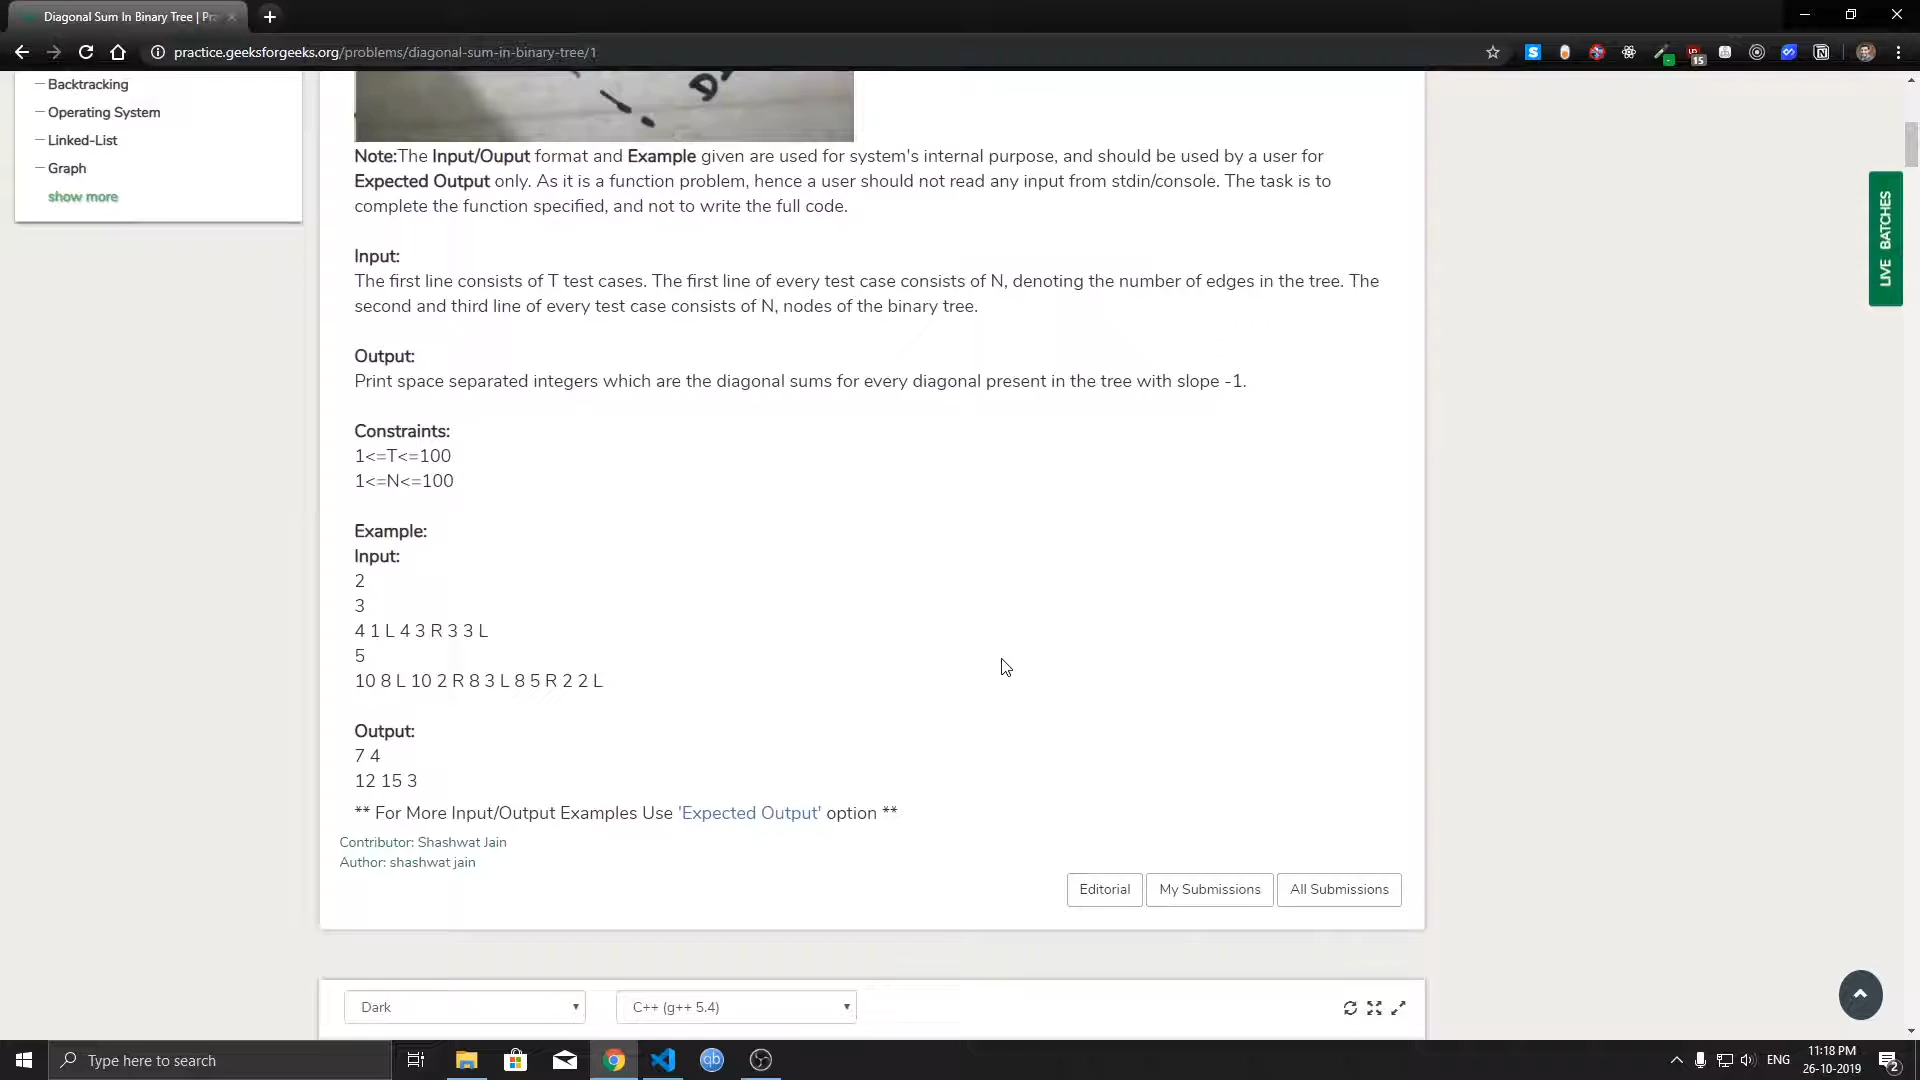 Diagonal Sum In Binary Tree | Pra
practice.geeksforgeeks.org/problems/diagonal-sum-in-binary-tree/1
15
Backtracking
Operating System
Linked-List
Graph
show more
Note:The Input/Ouput format and Example given are used for system's internal purpose, and should be used by a user for
Expected Output only. As it is a function problem, hence a user should not read any input from stdin/console. The task is to
complete the function specified, and not to write the full code.
Input:
The first line consists of T test cases. The first line of every test case consists of N, denoting the number of edges in the tree. The
second and third line of every test case consists of N, nodes of the binary tree.
Output:
Print space separated integers which are the diagonal sums for every diagonal present in the tree with slope -1.
Constraints:
1<=T<=100
1<=N<=100
Example:
Input:
2
3
4 1 L 4 3 R 3 3 L
5
10 8 L 10 2 R 8 3 L 8 5 R 2 2 L
Output:
7 4
12 15 3
** For More Input/Output Examples Use 'Expected Output' option **
Contributor: Shashwat Jain
Author: shashwat jain
Editorial
My Submissions
All Submissions
LIVE BATCHES
Dark
C++ (g++ 5.4)
Type here to search
qb
ENG
11:18 PM
26-10-2019
2